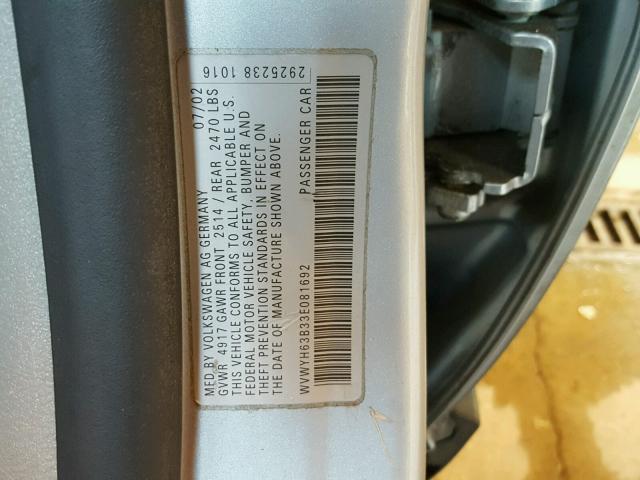 2925238 1016
MFD.BY VOLKSWAGEN AG GERMANY 07/02
GVWR 4917 GAWR FRONT 2514 / REAR 2470 LBS
THIS VEHICLE CONFORMS TO ALL APPLICABLE U.S.
FEDERAL MOTOR VEHICLE SAFETY, BUMPER AND
THEFT PREVENTION STANDARDS IN EFFECT ON
THE DATE OF MANUFACTURE SHOWN ABOVE.
WVWYH63B33E081692 PASSENGER CAR